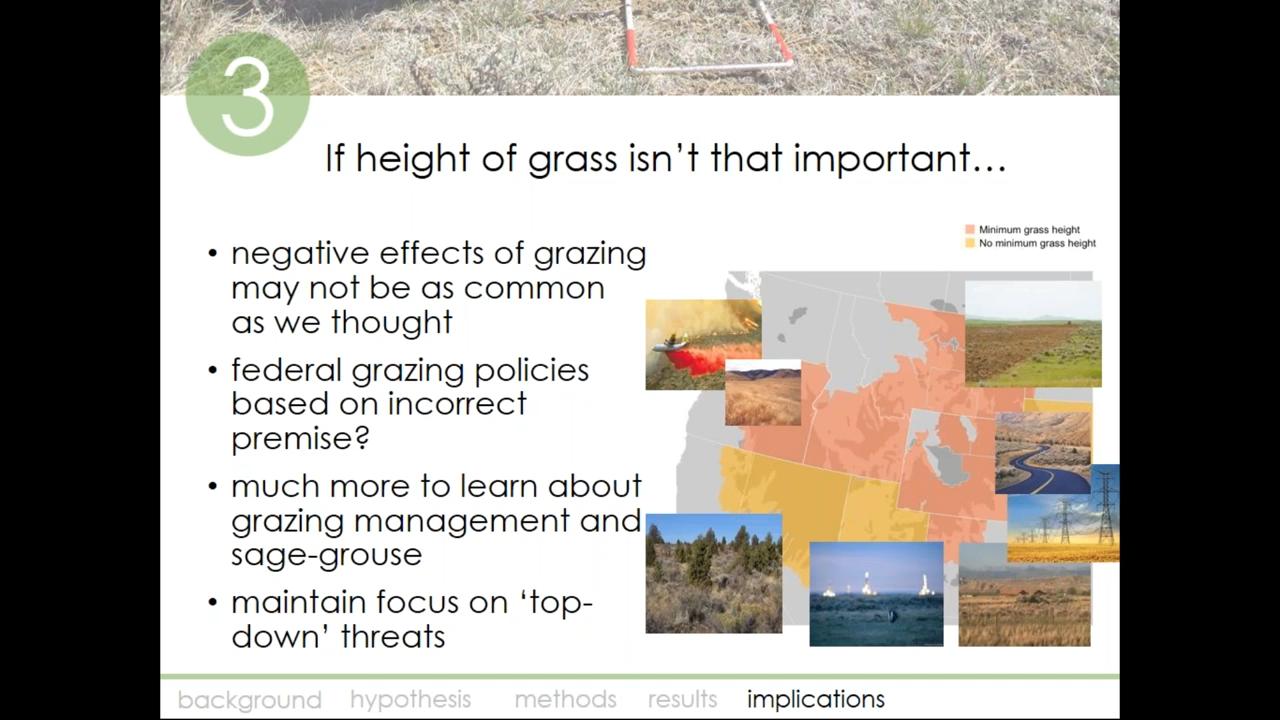 3
If height of grass isn't that important...
• negative effects of grazing
may not be as common
as we thought
• federal grazing policies
based on incorrect
premise?
• much more to learn about
grazing management and
sage-grouse
• maintain focus on ‘top-
down’ threats
Minimum grass height
No minimum grass height
background hypothesis methods results implications